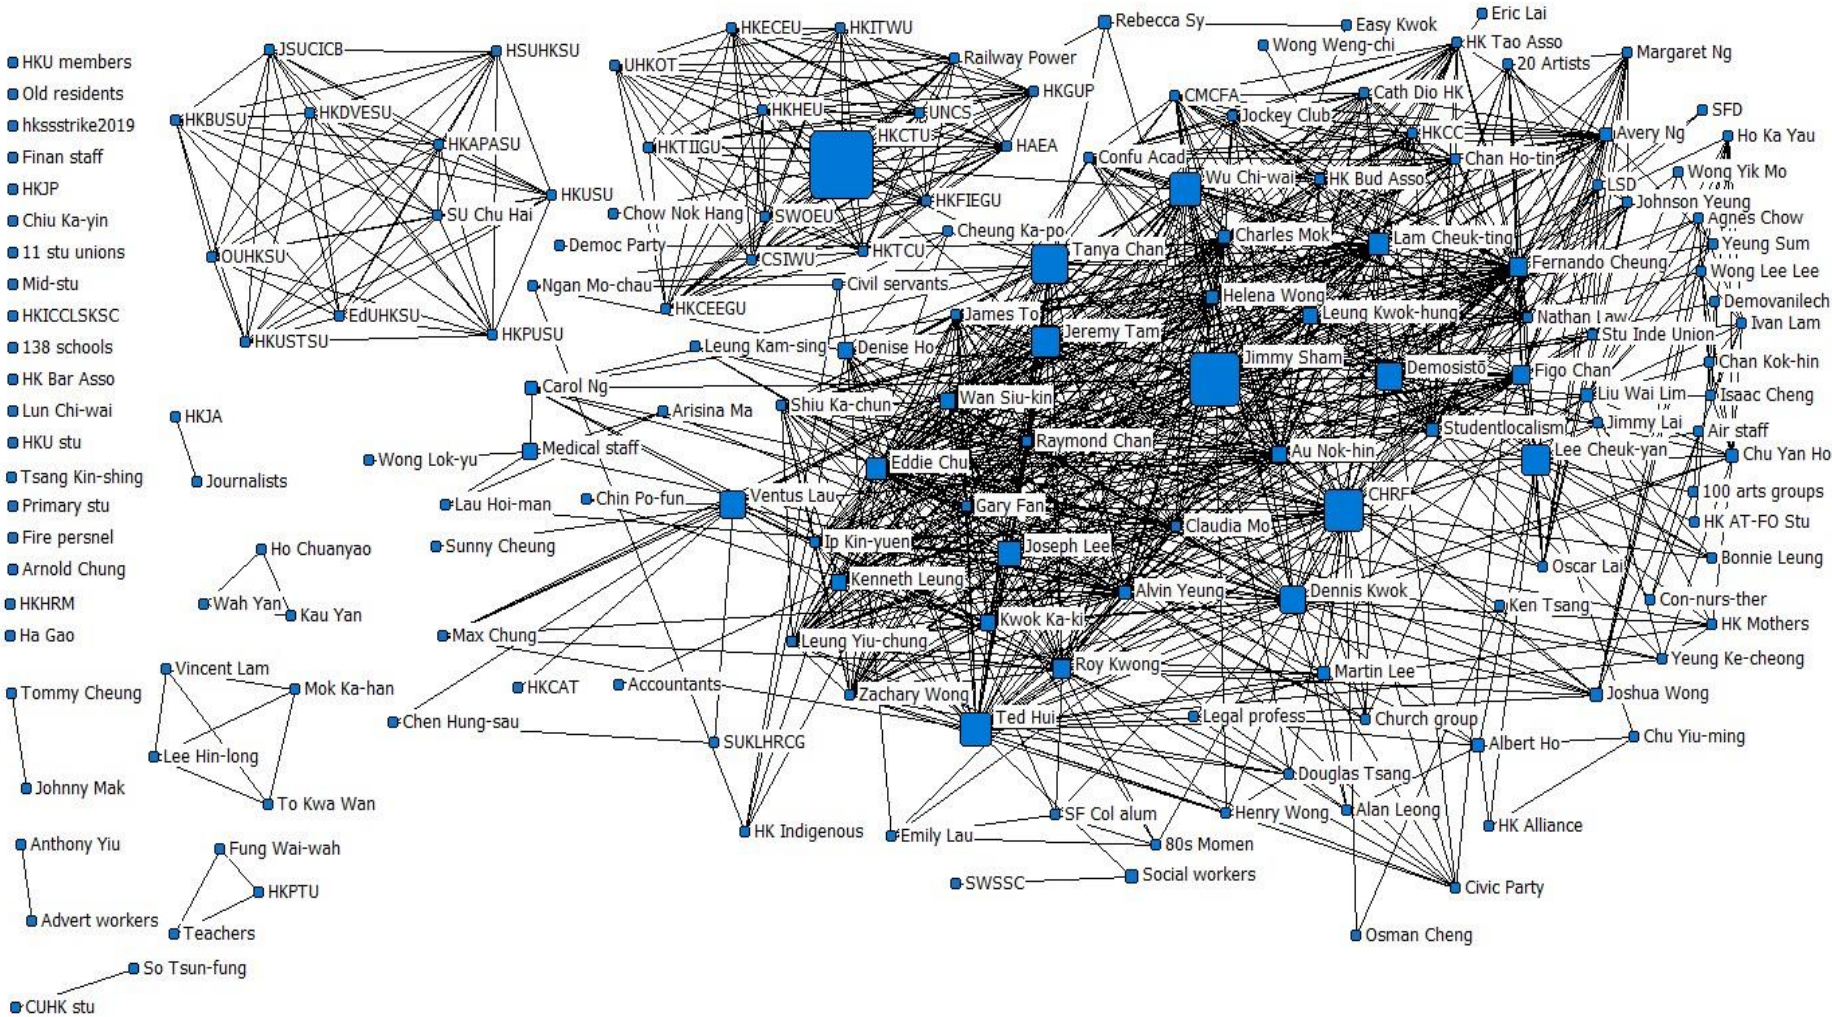 HKU members
Old residents
hkssstrike2019
Finan staff
HKJP
Chiu Ka-yin
11 stu unions
Mid-stu
HKICCLSKSC
138 schools
HK Bar Asso
Lun Chi-wai
HKU stu
Tsang Kin-shing
Primary stu
Fire persnel
Arnold Chung
HKHRM
Ha Gao
Tommy Cheung
Johnny Mak
Anthony Yiu
Advert workers
So Tsun-fung
CUHK stu
JSUCICB
HSUHKSU
HKBUSU
HKDVESU
HKAPASU
HKUSU
SU Chu Hai
OUHKSU
EdUHKSU
HKUSTSU
HKPUSU
HKJA
Journalists
Ho Chuanyao
Wah Yan
Kau Yan
Vincent Lam
Mok Ka-han
Lee Hin-long
To Kwa Wan
Fung Wai-wah
HKPTU
Teachers
HKECEU
HKITWU
UHKOT
Railway Power
HKGUP
HKHEU
UNCS
HKCTU
HKTIIGU
HAEA
HKFIEGU
Chow Nok Hang
SWOEU
Democ Party
CSIWU
HKTCU
Cheung Ka-po
Ngan Mo-chau
Civil servants
HKCEEGU
Rebecca Sy
Easy Kwok
Eric Lai
Wong Weng-chi
HK Tao Asso
20 Artists
Margaret Ng
CMCFA
Cath Dio HK
Jockey Club
HKCC
SFD
Avery Ng
Ho Ka Yau
Confu Acad
Chan Ho-tin
Wu Chi-wai
HK Bud Asso
LSD
Wong Yik Mo
Johnson Yeung
Agnes Chow
Charles Mok
Lam Cheuk-ting
Yeung Sum
Tanya Chan
Fernando Cheung
Wong Lee Lee
Helena Wong
Leung Kwok-hung
Demovanilech
James To
Nathan Law
Ivan Lam
Jeremy Tam
Stu Inde Union
Leung Kam-sing
Denise Ho
Jimmy Sham
Demosistō
Figo Chan
Chan Kok-hin
Carol Ng
Wan Siu-kin
Liu Wai Lim
Isaac Cheng
Arisina Ma
Shiu Ka-chun
Studentlocalism
Jimmy Lai
Air staff
Raymond Chan
Medical staff
Au Nok-hin
Lee Cheuk-yan
Chu Yan Ho
Wong Lok-yu
Eddie Chu
100 arts groups
Lau Hoi-man
Chin Po-fun
Ventus Lau
Gary Fan
CHRF
HK AT-FO Stu
Claudia Mo
Sunny Cheung
Ip Kin-yuen
Joseph Lee
Oscar Lai
Bonnie Leung
Kenneth Leung
Alvin Yeung
Dennis Kwok
Ken Tsang
Con-nurs-ther
HK Mothers
Max Chung
Leung Yiu-chung
Kwok Ka-ki
Roy Kwong
Martin Lee
Yeung Ke-cheong
HKCAT
Accountants
Zachary Wong
Joshua Wong
Chen Hung-sau
Ted Hui
Legal profess
Church group
SUKLHRCG
Albert Ho
Chu Yiu-ming
Douglas Tsang
SF Col alum
Henry Wong
Alan Leong
HK Indigenous
Emily Lau
80s Momen
HK Alliance
SWSSC
Social workers
Civic Party
Osman Cheng